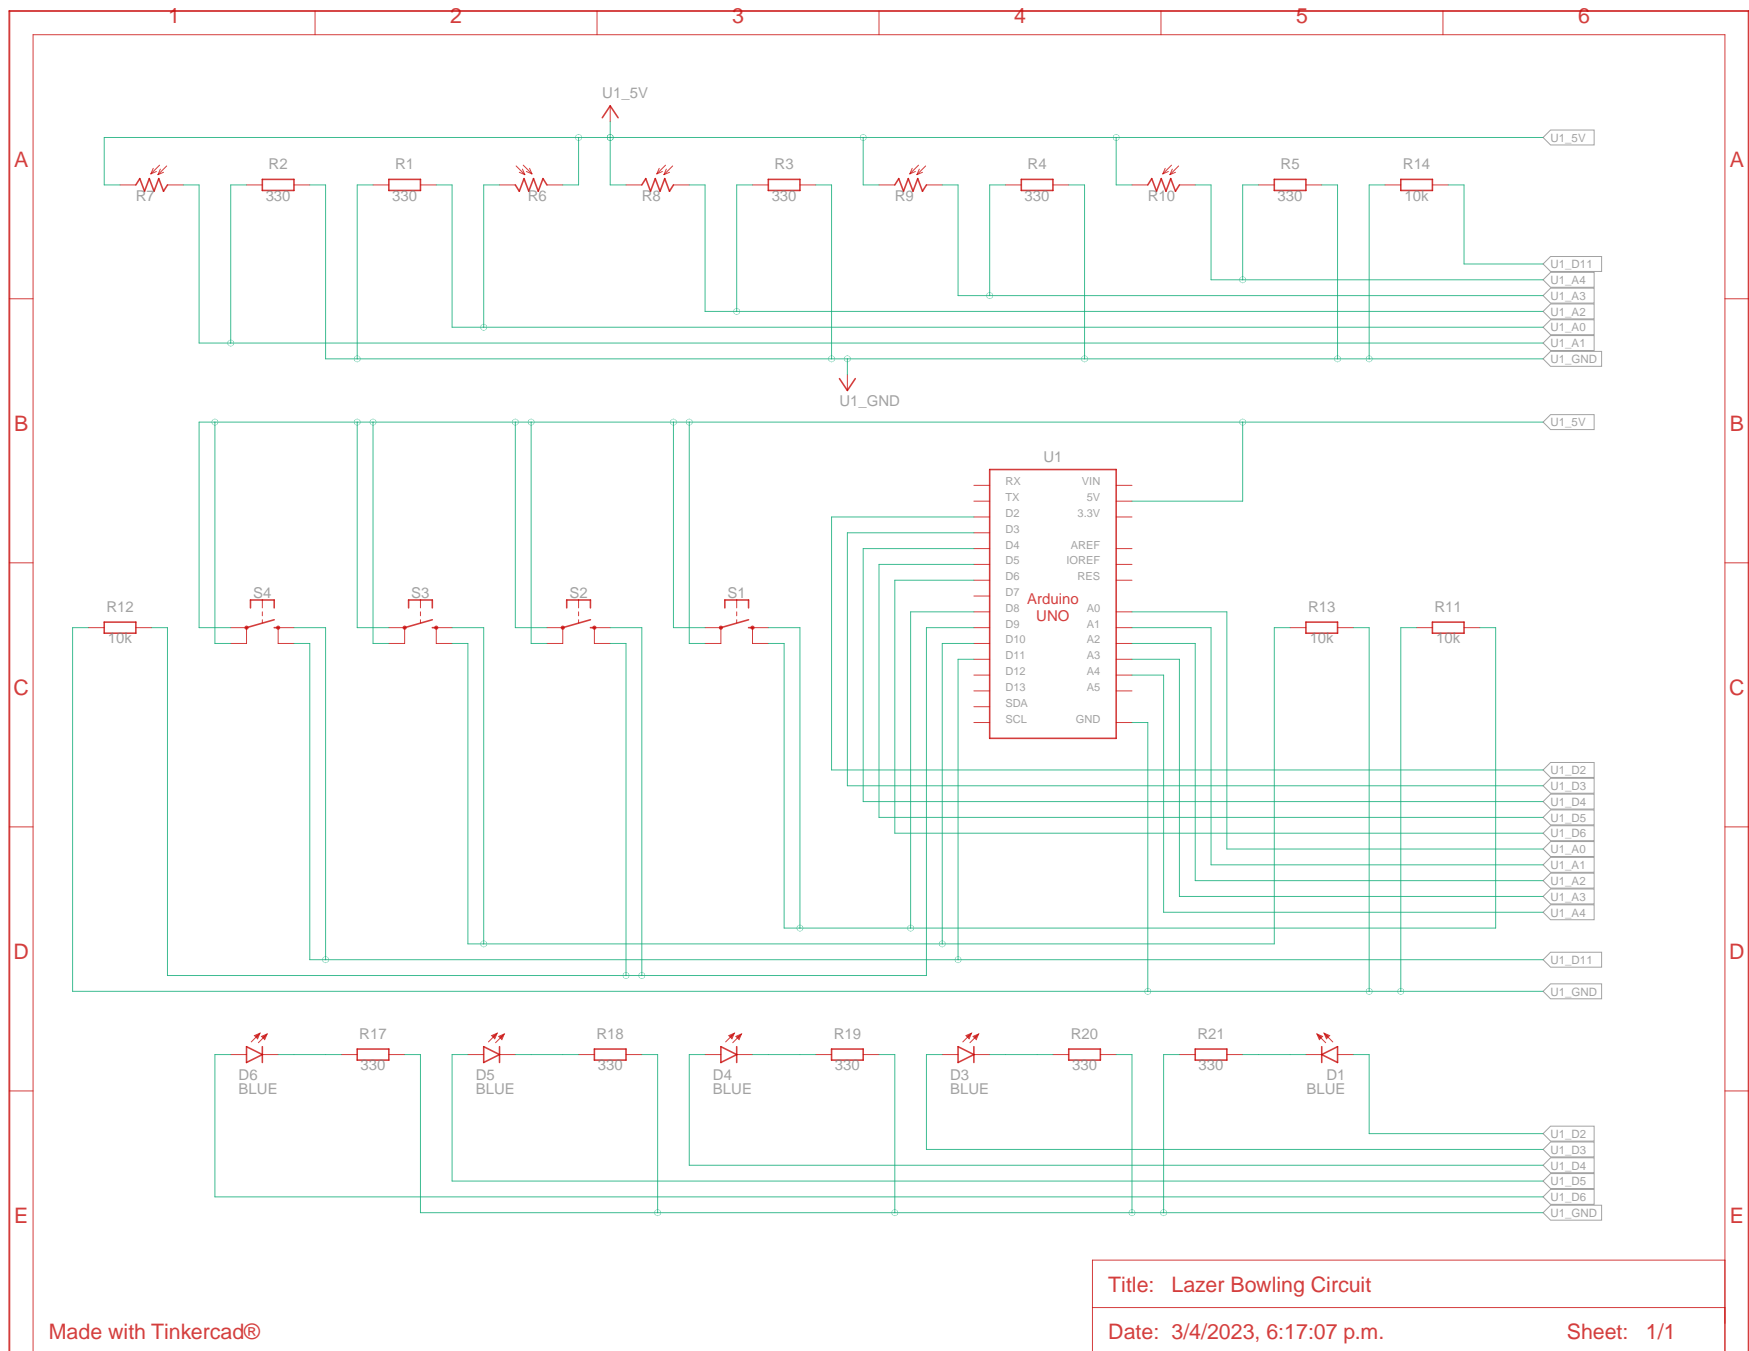 1 2 3 4 5 6
U1_5V
U1_5V
A A
R2 R1 R3 R4 R5 R14
R7 330 330 R6 R8 330 R9 330 R10 330 10k
U1_D11
U1_A4
U1_A3
U1_A2
U1_A0
U1_A1
U1_GND
U1_GND
B U1_5V B
U1
RX VIN
TX 5V
D2 3.3V
D3
D4 AREF
D5 IOREF
D6 RES
D7
Arduino
UNO
D8 A0
D9 A1
D10 A2
D11 A3
D12 A4
D13 A5
SDA
SCL GND
S4 S3 S2 S1
R12 R13 R11
10k 10k 10k
C C
U1_D2
U1_D3
U1_D4
U1_D5
U1_D6
U1_A0
U1_A1
U1_A2
U1_A3
U1_A4
D D
U1_D11
U1_GND
R17 R18 R19 R20 R21
330 330 330 330 330
D6 D5 D4 D3 D1
BLUE BLUE BLUE BLUE BLUE
U1_D2
U1_D3
U1_D4
U1_D5
U1_D6
U1_GND
E E
Title: Lazer Bowling Circuit
Made with Tinkercad® Date: 3/4/2023, 6:17:07 p.m. Sheet: 1/1